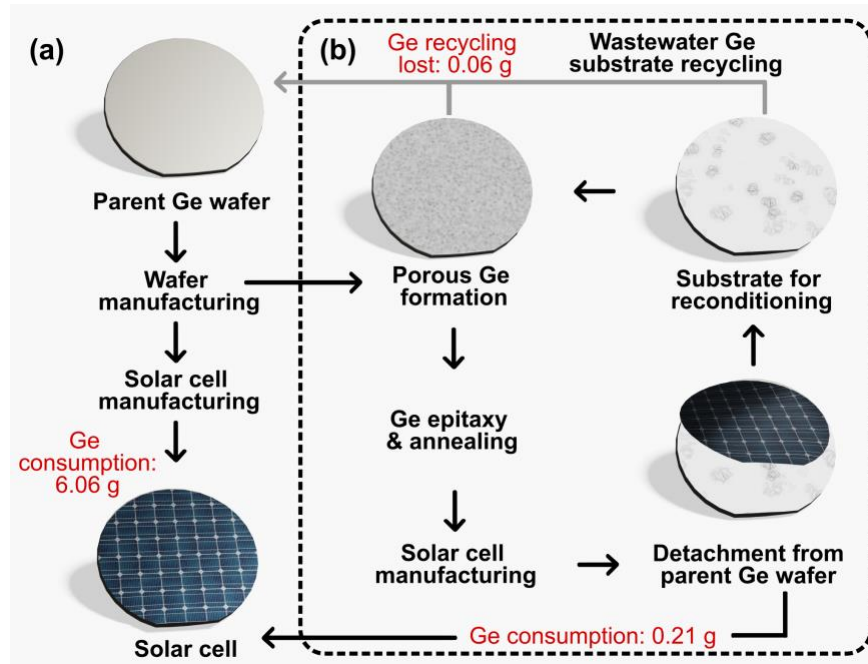 (a)
Parent Ge wafer
Wafer
manufacturing
Solar cell
manufacturing
Ge
consumption:
6.06 g
Solar cell
(b)
Ge recycling
lost: 0.06 g
Wastewater Ge
substrate recycling
Porous Ge
formation
Substrate for
reconditioning
Ge epitaxy
& annealing
Solar cell
manufacturing
Detachment from
parent Ge wafer
Ge consumption: 0.21 g